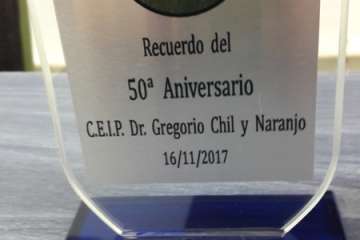 Recuerdo del
50ª Aniversario
C.E.I.P. Dr. Gregorio Chil y Naranjo
16/11/2017